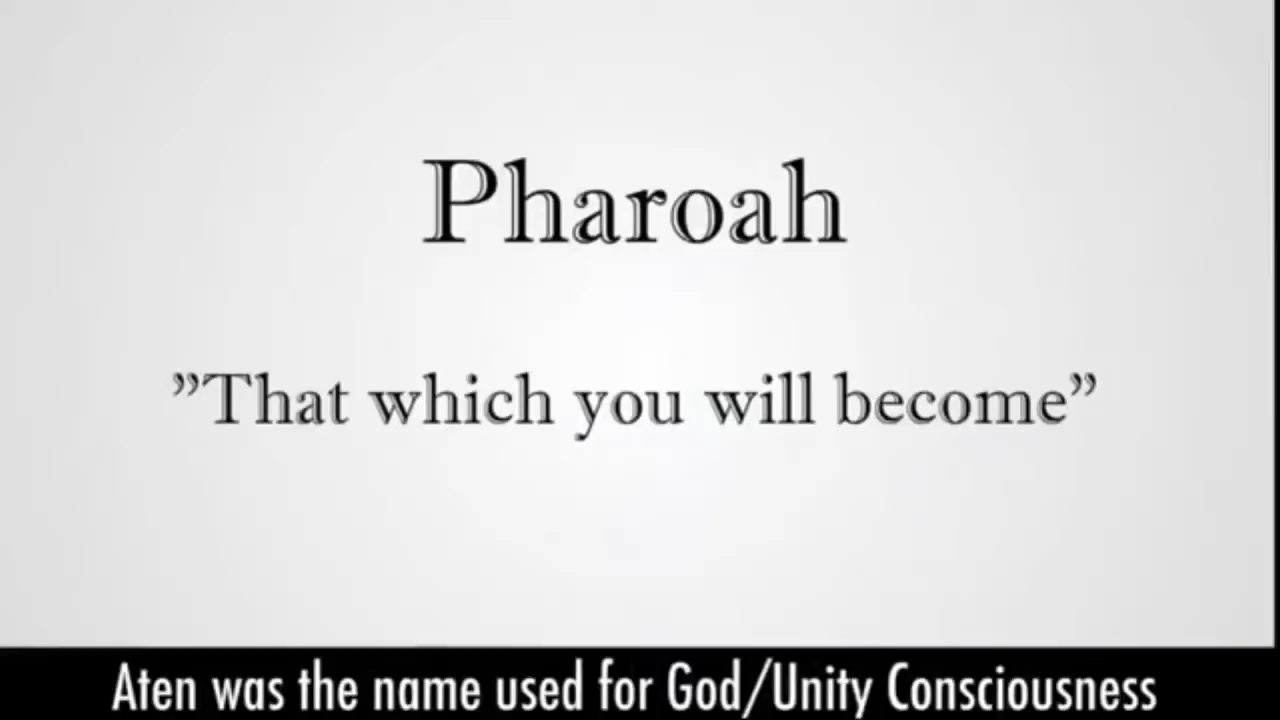 Pharoah
”That which you will become”
Aten was the name used for God/Unity Consciousness